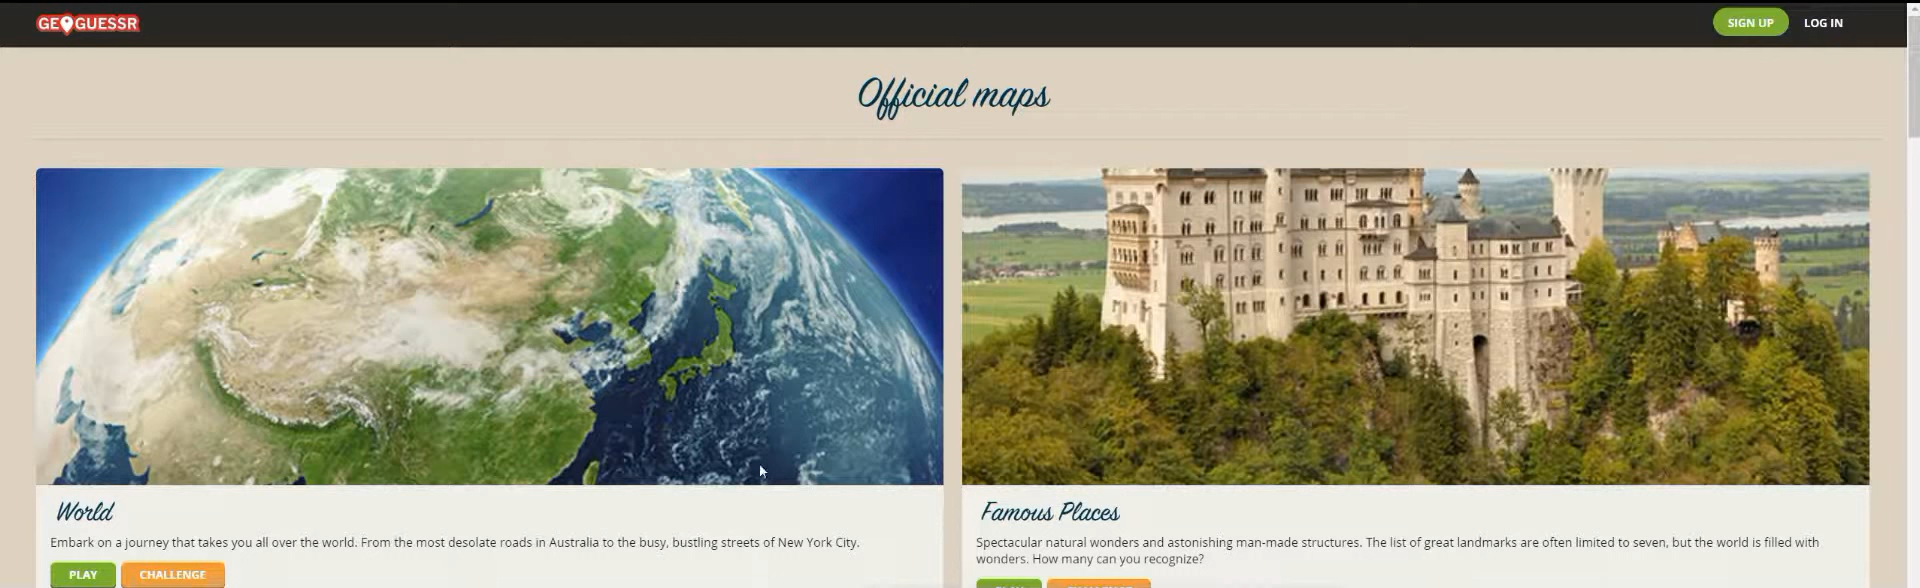 GEOGUESSR
SIGN UP
LOG IN
Official maps
World
Embark on a journey that takes you all over the world. From the most desolate roads in Australia to the busy, bustling streets of New York City.
PLAY
CHALLENGE
Famous Places
Spectacular natural wonders and astonishing man-made structures. The list of great landmarks are often limited to seven, but the world is filled with
wonders. How many can you recognize?